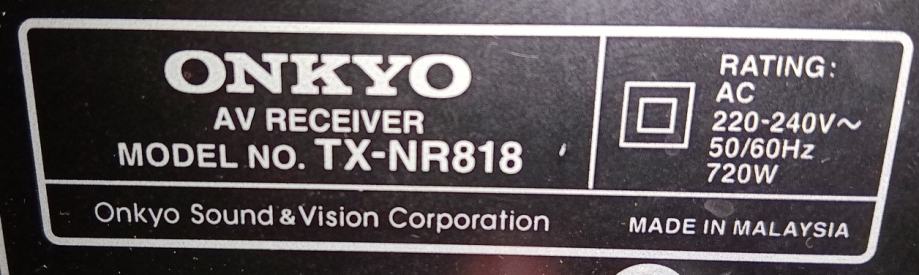 ONKYO
AV RECEIVER
MODEL NO. TX-NR818
RATING:
AC
220-240V~
50/60Hz
720W
Onkyo Sound & Vision Corporation
MADE IN MALAYSIA